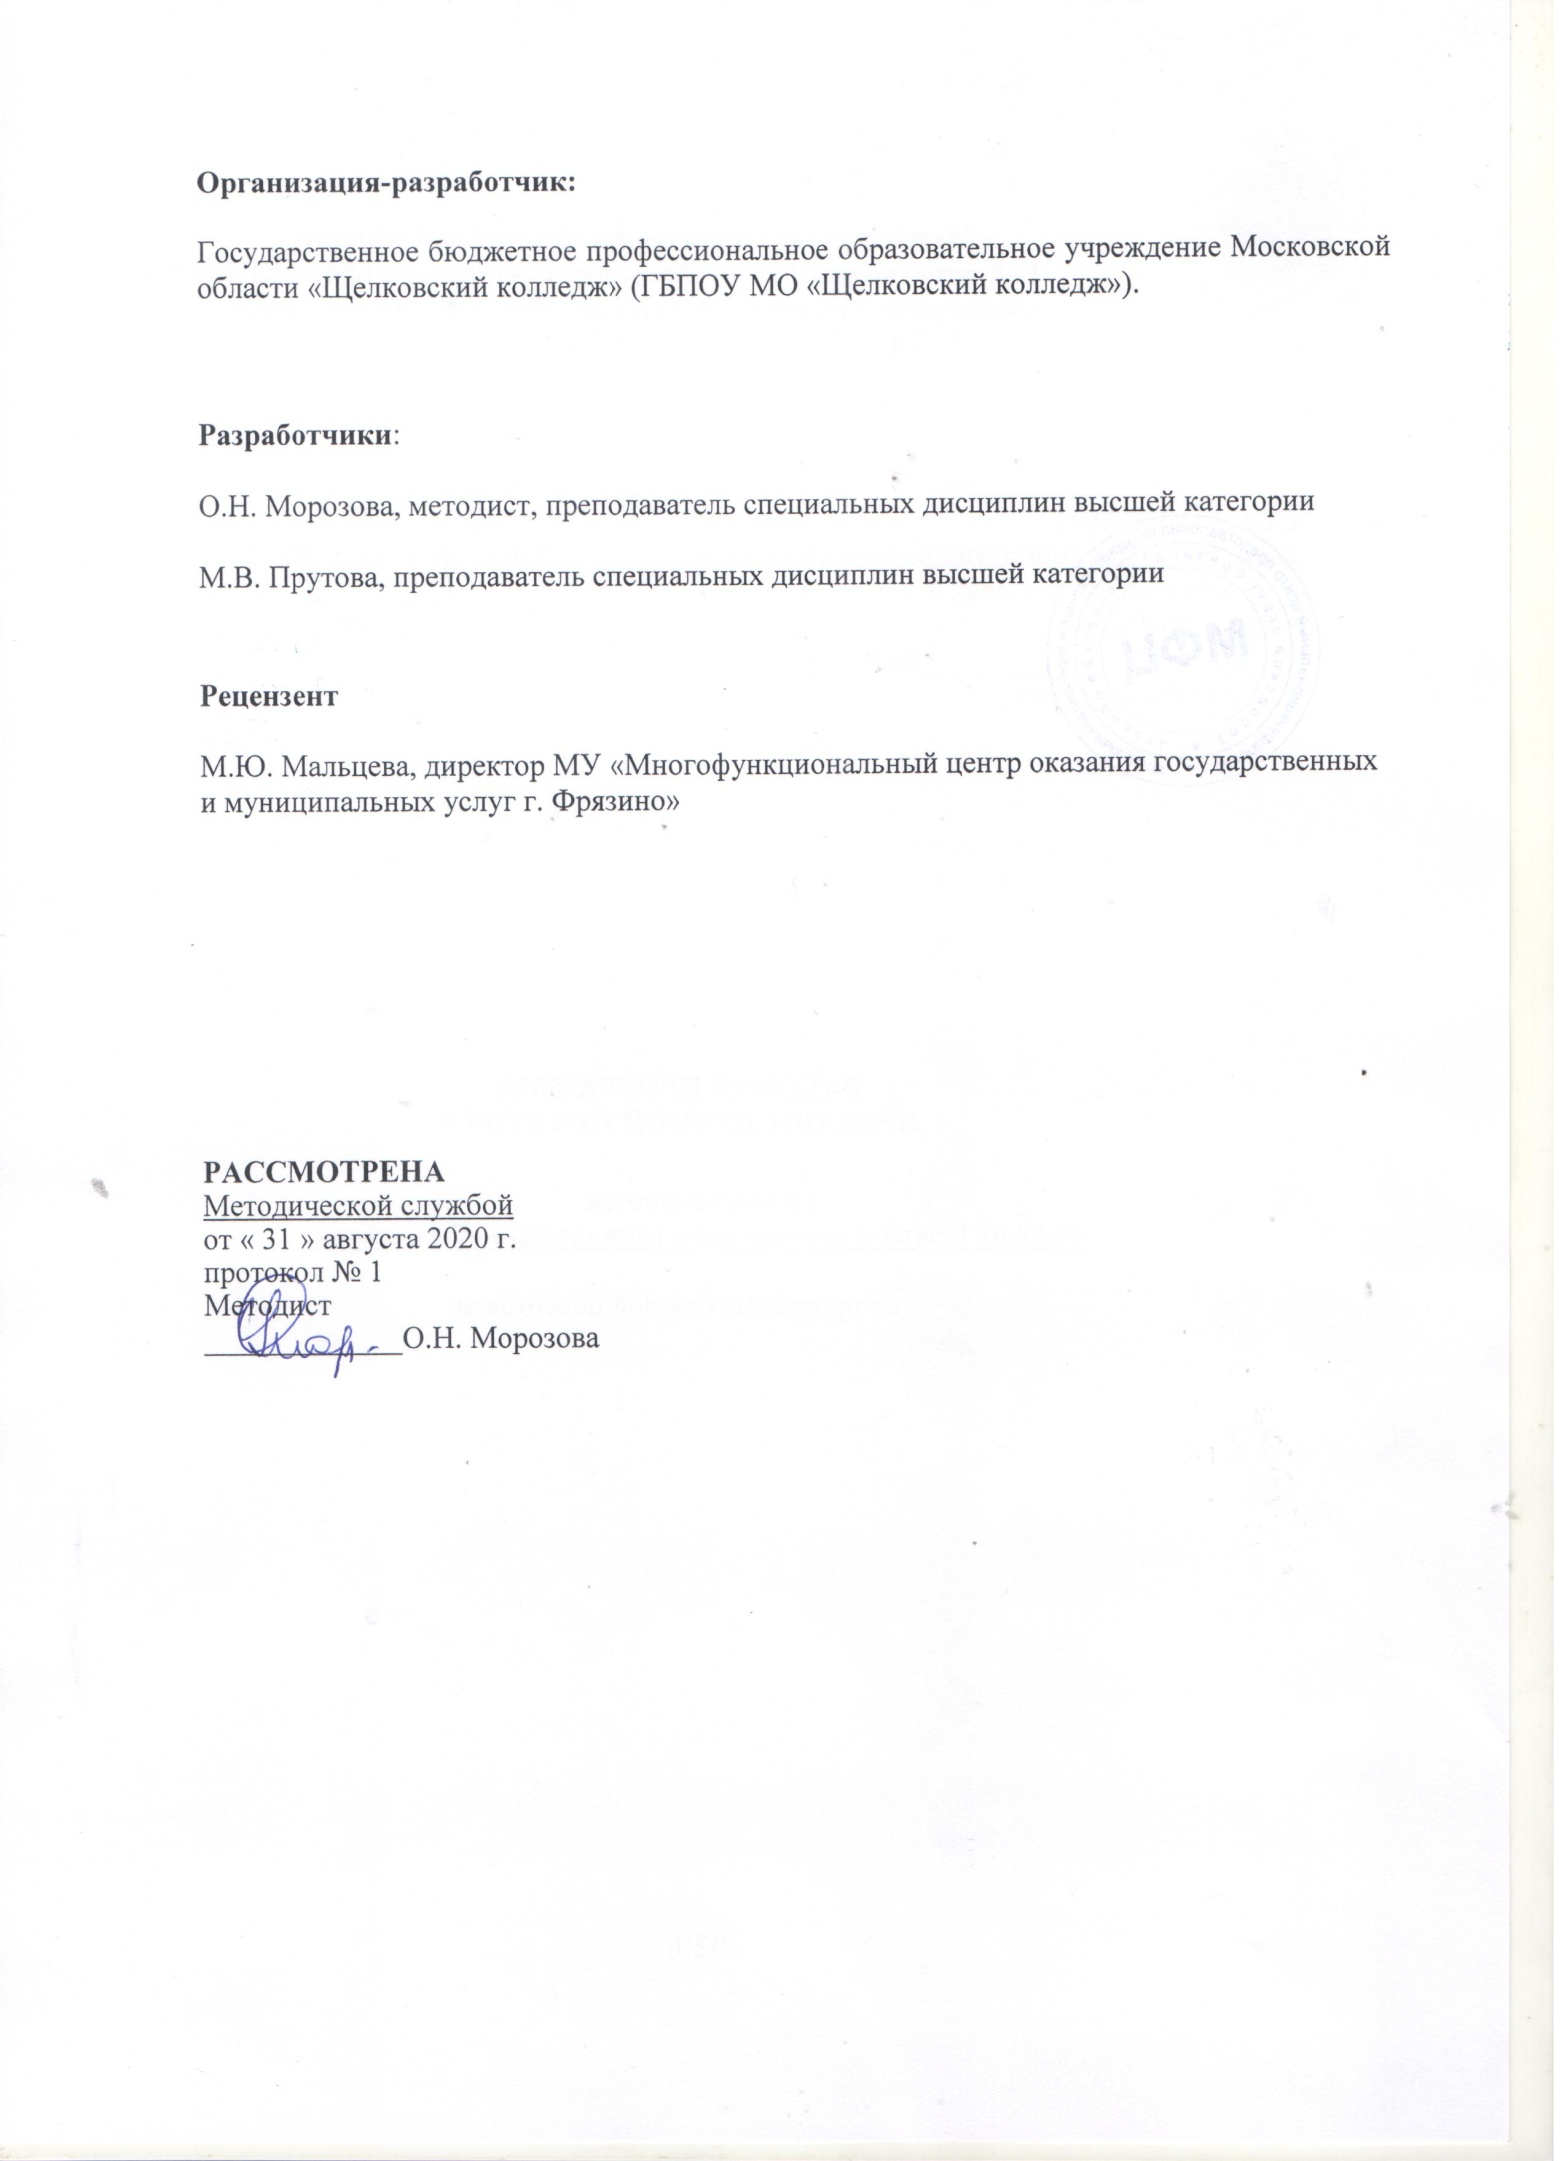 Организация-разработчик:
Государственное бюджетное профессиональное образовательное учреждение Московской
области «Щелковский колледж» (ГБПОУ МО «Щелковский колледж»).
Разработчики:
О.Н. Морозова, методист, преподаватель специальных дисциплин высшей категории
М.В. Прутова, преподаватель специальных дисциплин высшей категории
МФЦ
Рецензент
М.Ю. Мальцева, директор МУ «Многофункциональный центр оказания государственных
и муниципальных услуг г. Фрязино»
РАССМОТРЕНА
Методической службой
от « 31 » августа 2020 г.
протокол № 1
Методист
О.Н. Морозова